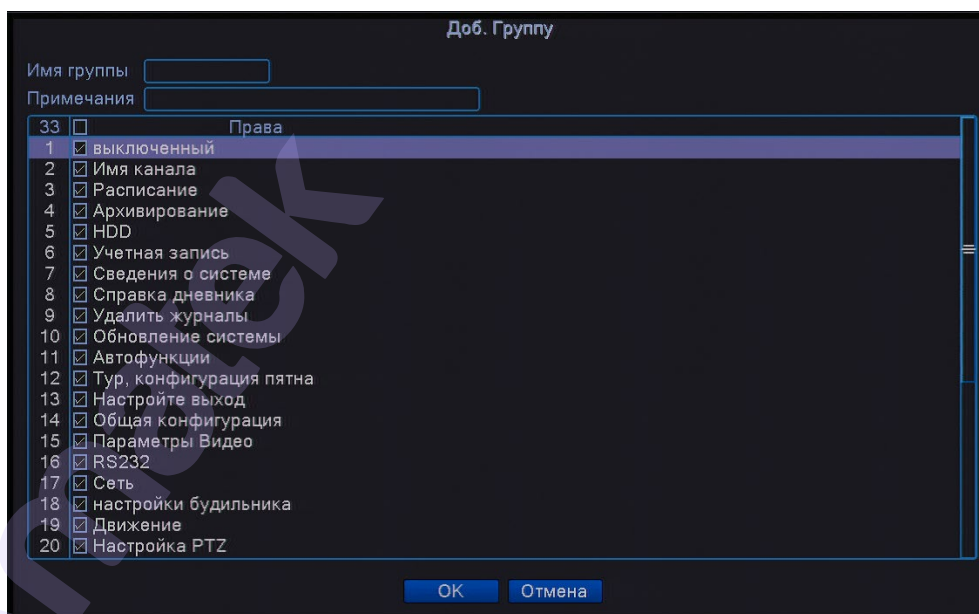 Доб. Группу
Имя группы
Примечания
33 Права
1 выключенный
2 Имя канала
3 Расписание
4 Архивирование
5 HDD
6 Учетная запись
7 Сведения о системе
8 Справка дневника
9 Удалить журналы
10 Обновление системы
11 Автофункции
12 Тур, конфигурация пятна
13 Настройте выход
14 Общая конфигурация
15 Параметры Видео
16 RS232
17 Сеть
18 настройки будильника
19 Движение
20 Настройка PTZ
OK Отмена
matek